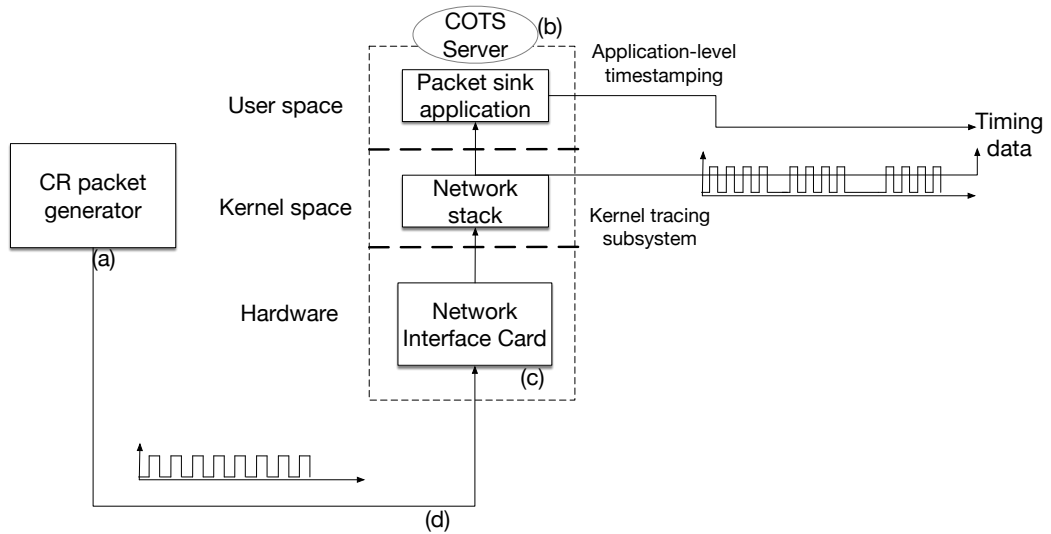 COTS
Server
(b)
Application-level
timestamping
Packet sink
application
User space
Timing
data
CR packet
generator
(a)
Network
stack
Kernel space
Kernel tracing
subsystem
Hardware
Network
Interface Card
(c)
(d)